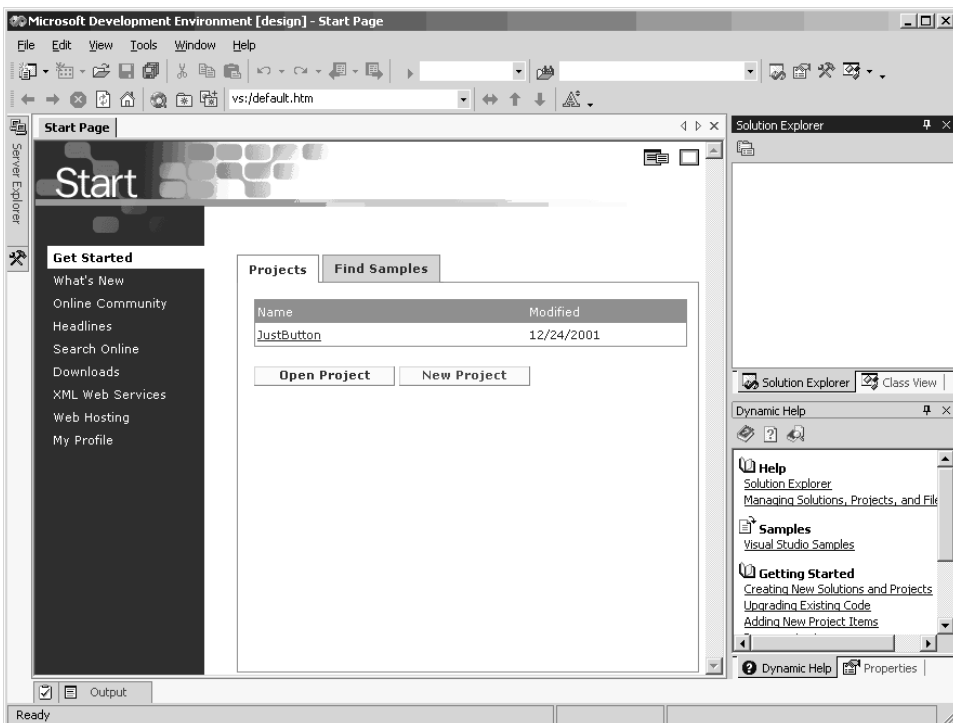 Microsoft Development Environment [design] - Start Page
File Edit View Tools Window Help
vs:/default.htm
Server Explorer
Start Page
Start
Get Started
What's New
Online Community
Headlines
Search Online
Downloads
XML Web Services
Web Hosting
My Profile
Projects Find Samples
Name Modified
JustButton 12/24/2001
Open Project New Project
Solution Explorer
Solution Explorer Class View
Dynamic Help
Help
Solution Explorer
Managing Solutions, Projects, and File
Samples
Visual Studio Samples
Getting Started
Creating New Solutions and Projects
Upgrading Existing Code
Adding New Project Items
Dynamic Help Properties
Output
Ready